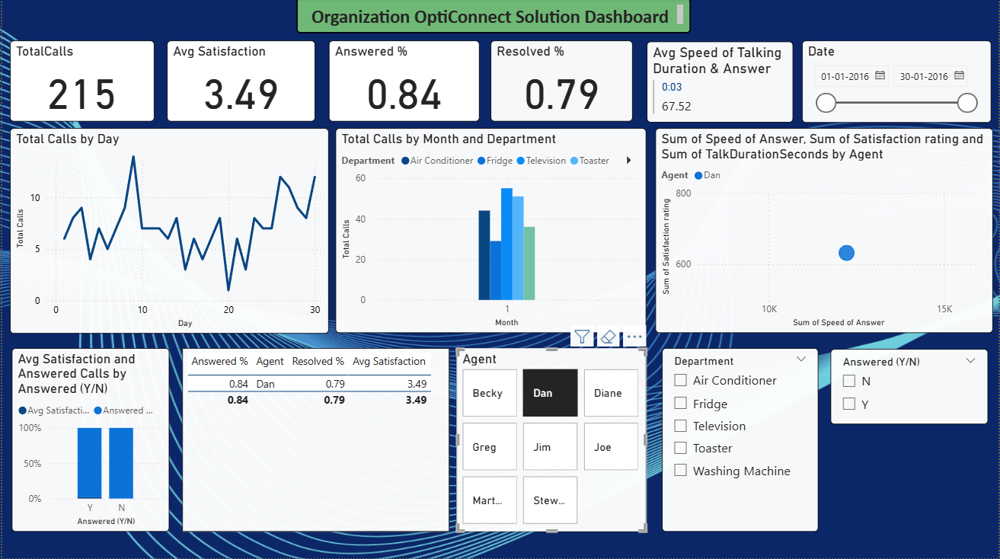 Organization OptiConnect Solution Dashboard
TotalCalls
215
Avg Satisfaction
3.49
Answered %
0.84
Resolved %
0.79
Avg Speed of Talking
Duration & Answer
0:03
67.52
Date
01-01-2016
30-01-2016
Total Calls by Day
Total Calls
10
5
0
0
10
20
30
Day
Total Calls by Month and Department
Department Air Conditioner Fridge Television Toaster
Total Calls
60
40
20
0
1
Month
Sum of Speed of Answer, Sum of Satisfaction rating and
Sum of TalkDurationSeconds by Agent
Agent Dan
Sum of Satisfaction rating
800
600
10K
15K
Sum of Speed of Answer
Avg Satisfaction and
Answered Calls by
Answered (Y/N)
Avg Satisfacti... Answered ...
100%
50%
0%
Y
N
Answered (Y/N)
Answered % Agent Resolved % Avg Satisfaction
0.84 Dan 0.79 3.49
0.84 0.79 3.49
Agent
Becky
Dan
Diane
Greg
Jim
Joe
Mart...
Stew...
Department
Air Conditioner
Fridge
Television
Toaster
Washing Machine
Answered (Y/N)
N
Y